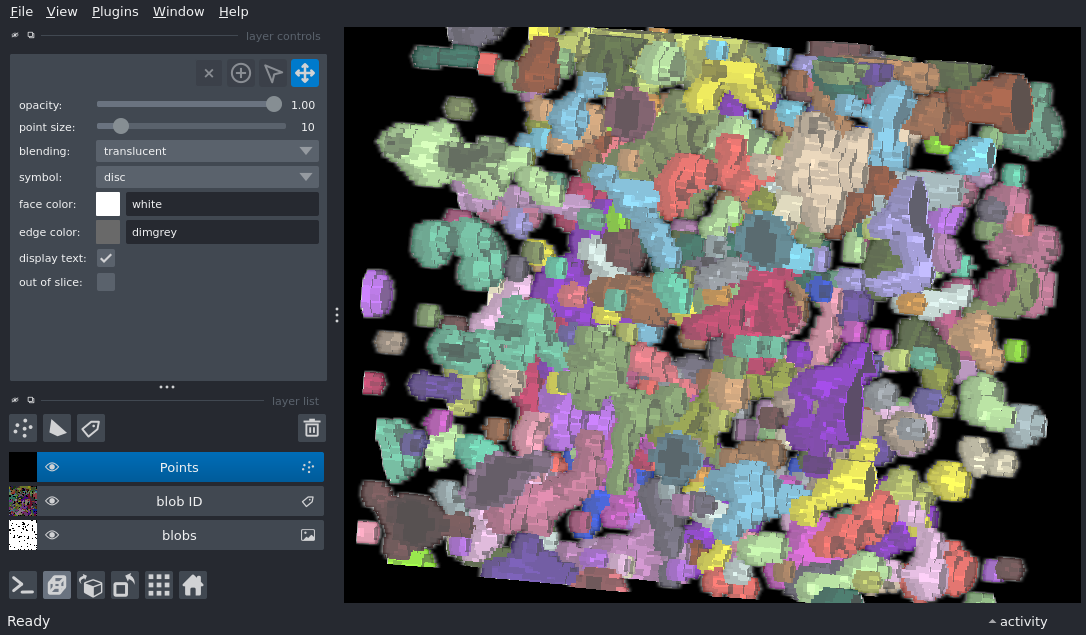 File View Plugins Window Help
layer controls
opacity: 1.00
point size: 10
blending: translucent
symbol: disc
face color: white
edge color: dimgrey
display text:
out of slice:
layer list
Points
blob ID
blobs
Ready
activity